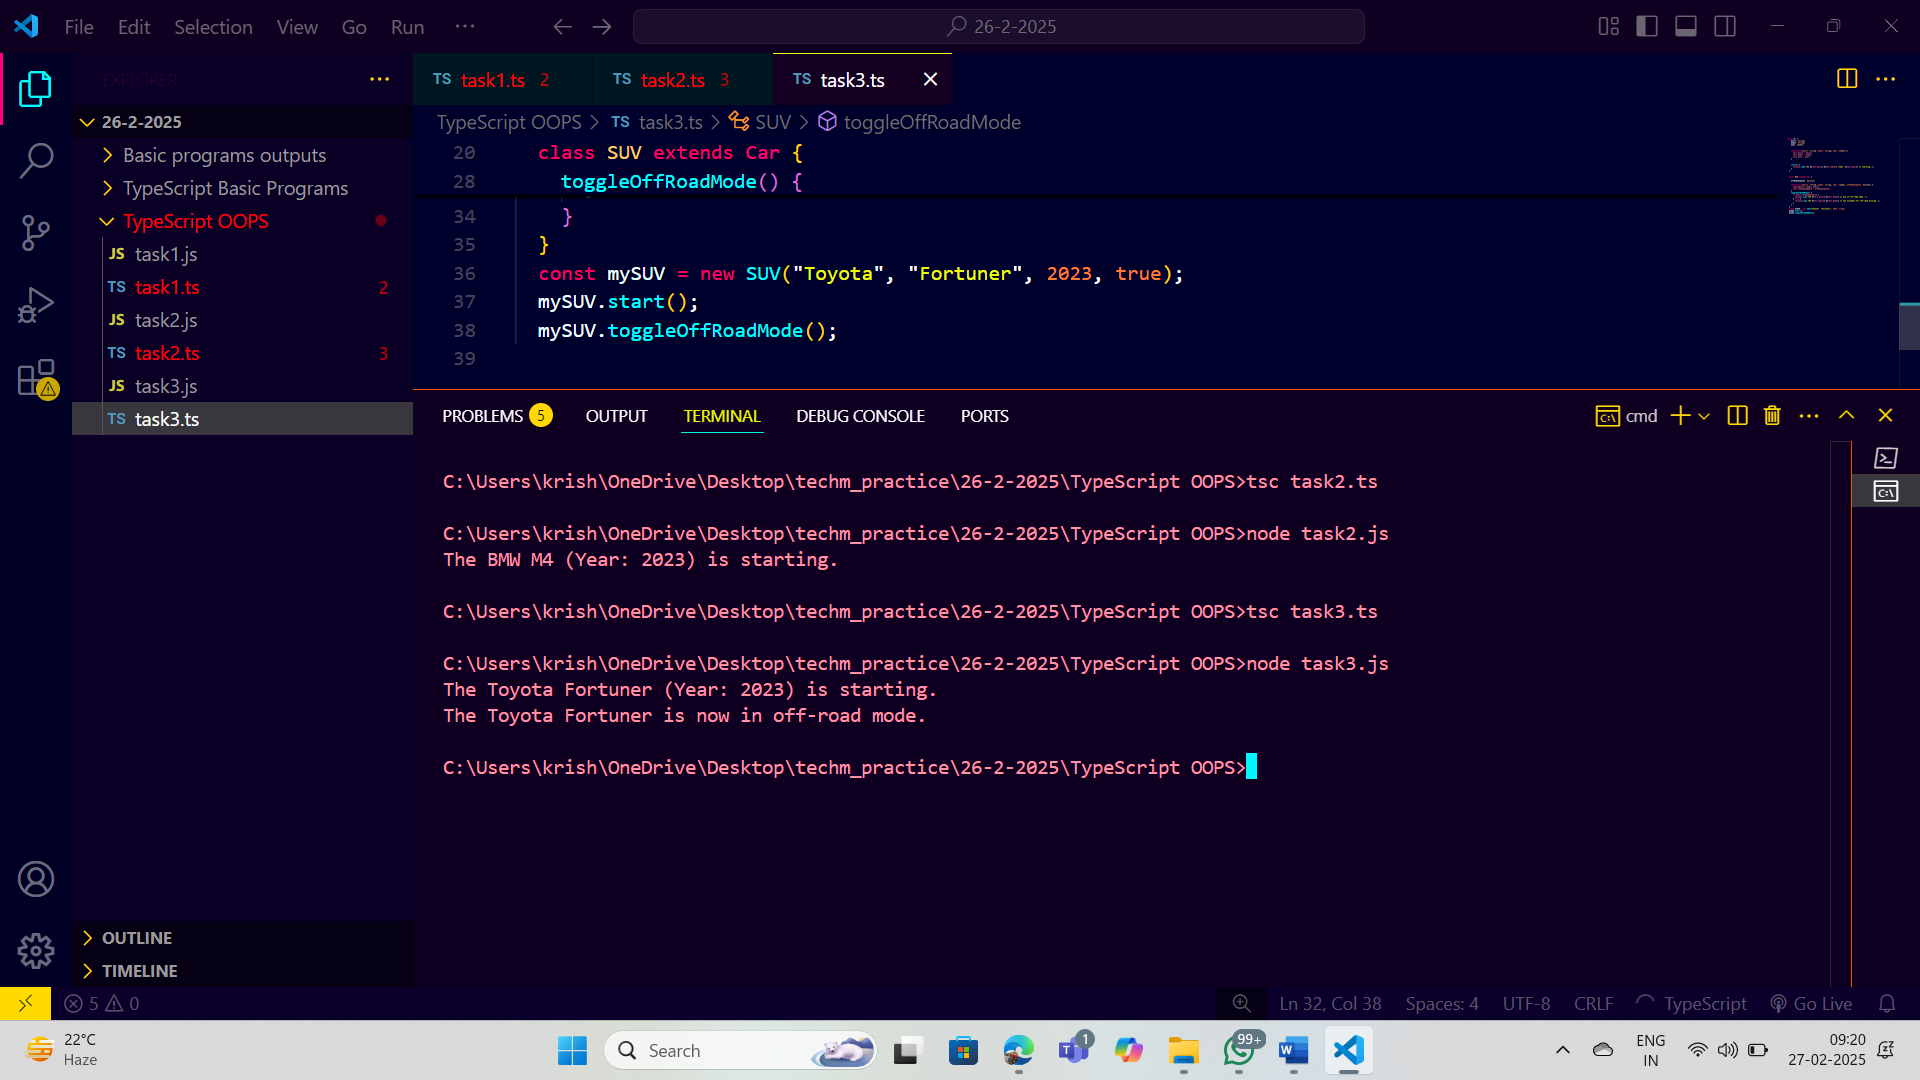 File Edit Selection View Go Run ··· 26-2-2025
EXPLORER ···
26-2-2025
Basic programs outputs
TypeScript Basic Programs
TypeScript OOPS
JS task1.js
TS task1.ts 2
JS task2.js
TS task2.ts 3
JS task3.js
TS task3.ts
OUTLINE
TIMELINE
TS task1.ts 2 TS task2.ts 3 TS task3.ts
TypeScript OOPS > TS task3.ts > SUV > toggleOffRoadMode
20 class SUV extends Car {
28 toggleOffRoadMode() {
34 }
35 }
36 const mySUV = new SUV("Toyota", "Fortuner", 2023, true);
37 mySUV.start();
38 mySUV.toggleOffRoadMode();
39
PROBLEMS 5 OUTPUT TERMINAL DEBUG CONSOLE PORTS cmd
C:\Users\krish\OneDrive\Desktop\techm_practice\26-2-2025\TypeScript OOPS>tsc task2.ts
C:\Users\krish\OneDrive\Desktop\techm_practice\26-2-2025\TypeScript OOPS>node task2.js
The BMW M4 (Year: 2023) is starting.
C:\Users\krish\OneDrive\Desktop\techm_practice\26-2-2025\TypeScript OOPS>tsc task3.ts
C:\Users\krish\OneDrive\Desktop\techm_practice\26-2-2025\TypeScript OOPS>node task3.js
The Toyota Fortuner (Year: 2023) is starting.
The Toyota Fortuner is now in off-road mode.
C:\Users\krish\OneDrive\Desktop\techm_practice\26-2-2025\TypeScript OOPS>
5 0 Ln 32, Col 38 Spaces: 4 UTF-8 CRLF TypeScript Go Live
22°C
Haze
Search
1
99+
ENG
IN
09:20
27-02-2025